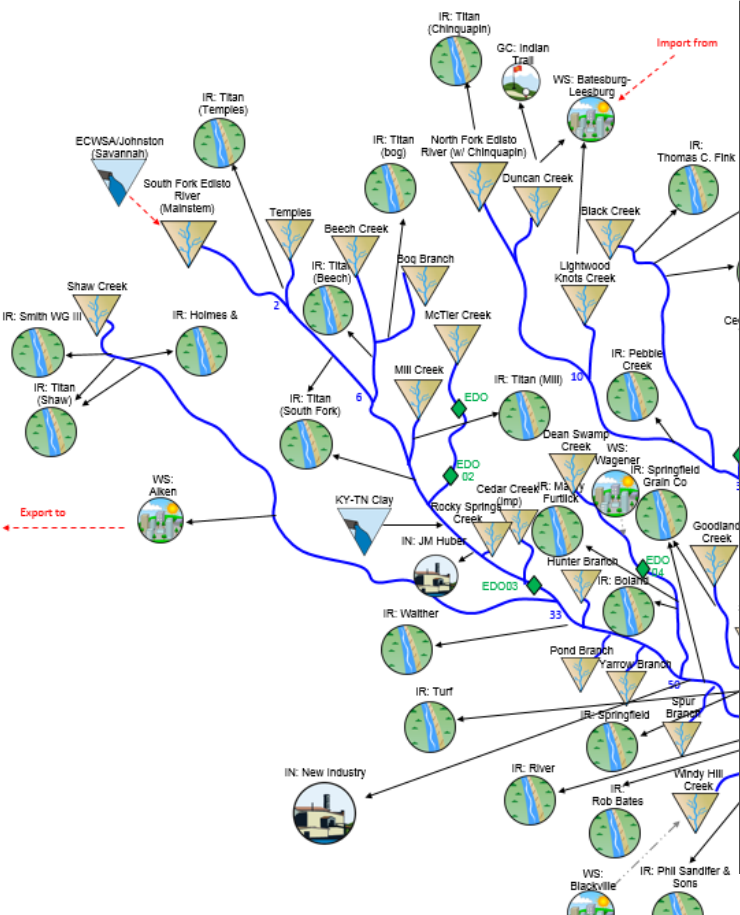 IR: Titan
(Chinquapin)
GC: Indian
Trail
Import from
WS: Batesburg-
Leesburg
IR: Titan
(Temples)
ECWSA/Johnston
(Savannah)
IR: Titan
(bog)
North Fork Edisto
River (w/ Chinquapin)
IR:
Thomas C. Fink
South Fork Edisto
River
(Mainstem)
Duncan Creek
Temples
Black Creek
Beech Creek
Bog Branch
IR: Titan
(Beech)
Lightwood
Knots Creek
Shaw Creek
2
McTier Creek
IR: Smith WG III
IR: Holmes &
Ce
IR: Pebble
Creek
Mill Creek
10
IR: Titan
(Shaw)
IR: Titan (Mill)
6
EDO
IR: Titan
(South Fork)
Dean Swamp
Creek
WS:
Wagener
EDO
02
IR: Springfield
Grain Co
WS:
Aiken
KY-TN Clay
Cedar Creek
(Imp)
Furtick
Rocky Springs
Creek
Export to
Goodland
Creek
IN: JM Huber
Hunter Branch
EDO
04
EDO03
IR: Boland
IR: Walther
33
Pond Branch
Yarrow Branch
50
IR: Turf
Spur
Branch
IR: Springfield
IN: New Industry
IR: River
Windy Hill
Creek
IR:
Rob Bates
WS:
Blackville
IR: Phil Sandifer &
Sons